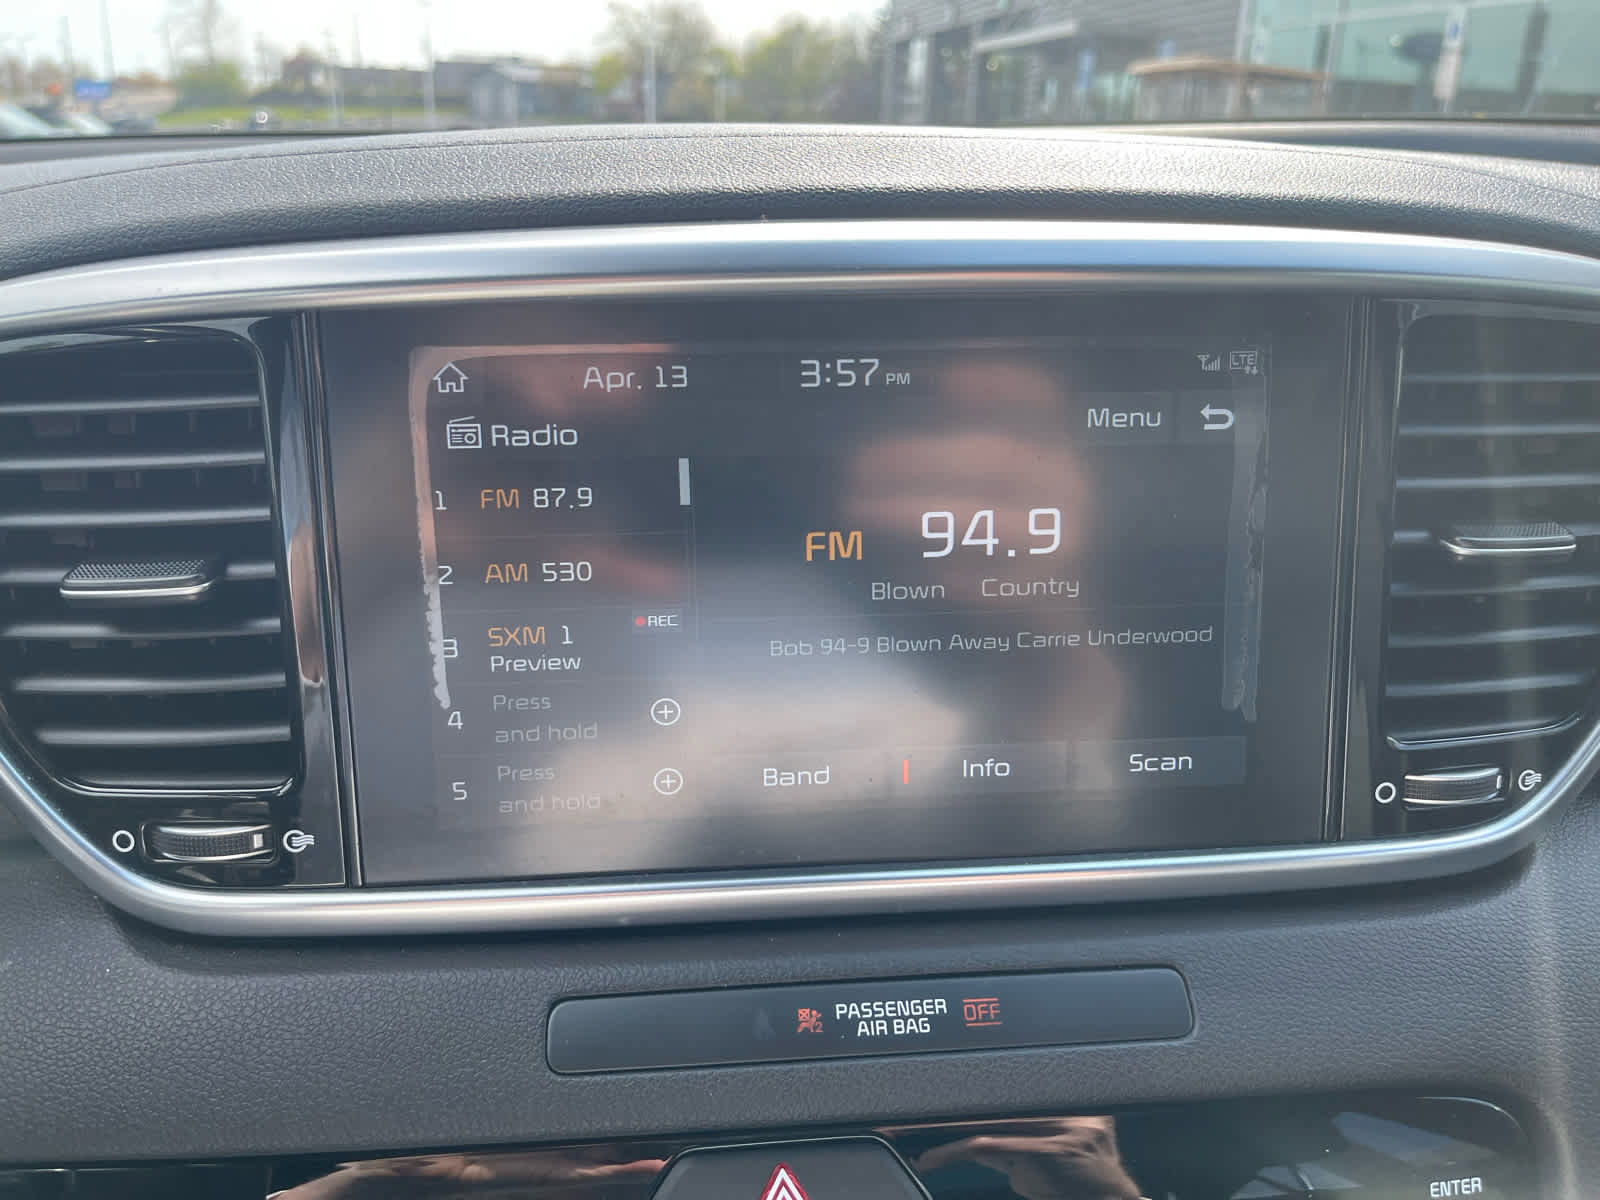 Apr. 13 3:57 PM LTE
Radio Menu
1 FM 87.9
2 AM 530
3 SXM 1 REC
Preview
4 Press
and hold
5 Press
and hold
FM 94.9
Blown Country
Bob 94-9 Blown Away Carrie Underwood
Band Info Scan
2 PASSENGER
AIR BAG OFF
ENTER